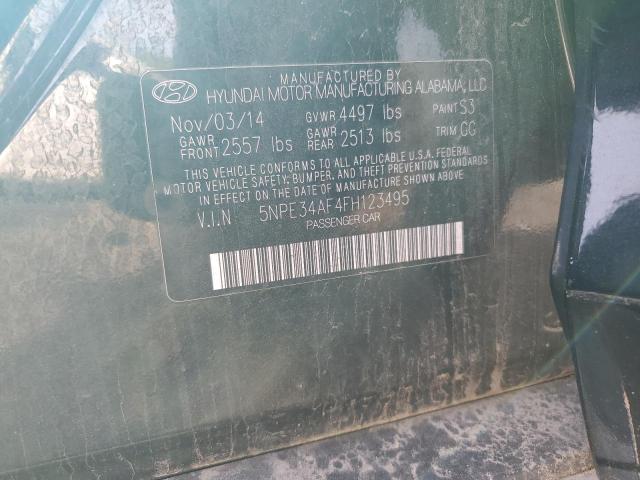 MANUFACTURED BY
HYUNDAI MOTOR MANUFACTURING ALABAMA, LLC
Nov/03/14 GVWR 4497 lbs PAINT S3
GAWR FRONT 2557 lbs GAWR REAR 2513 lbs TRIM GG
THIS VEHICLE CONFORMS TO ALL APPLICABLE U.S.A. FEDERAL
MOTOR VEHICLE SAFETY, BUMPER, AND THEFT PREVENTION STANDARDS
IN EFFECT ON THE DATE OF MANUFACTURE SHOWN ABOVE.
V.I.N 5NPE34AF4FH123495
PASSENGER CAR